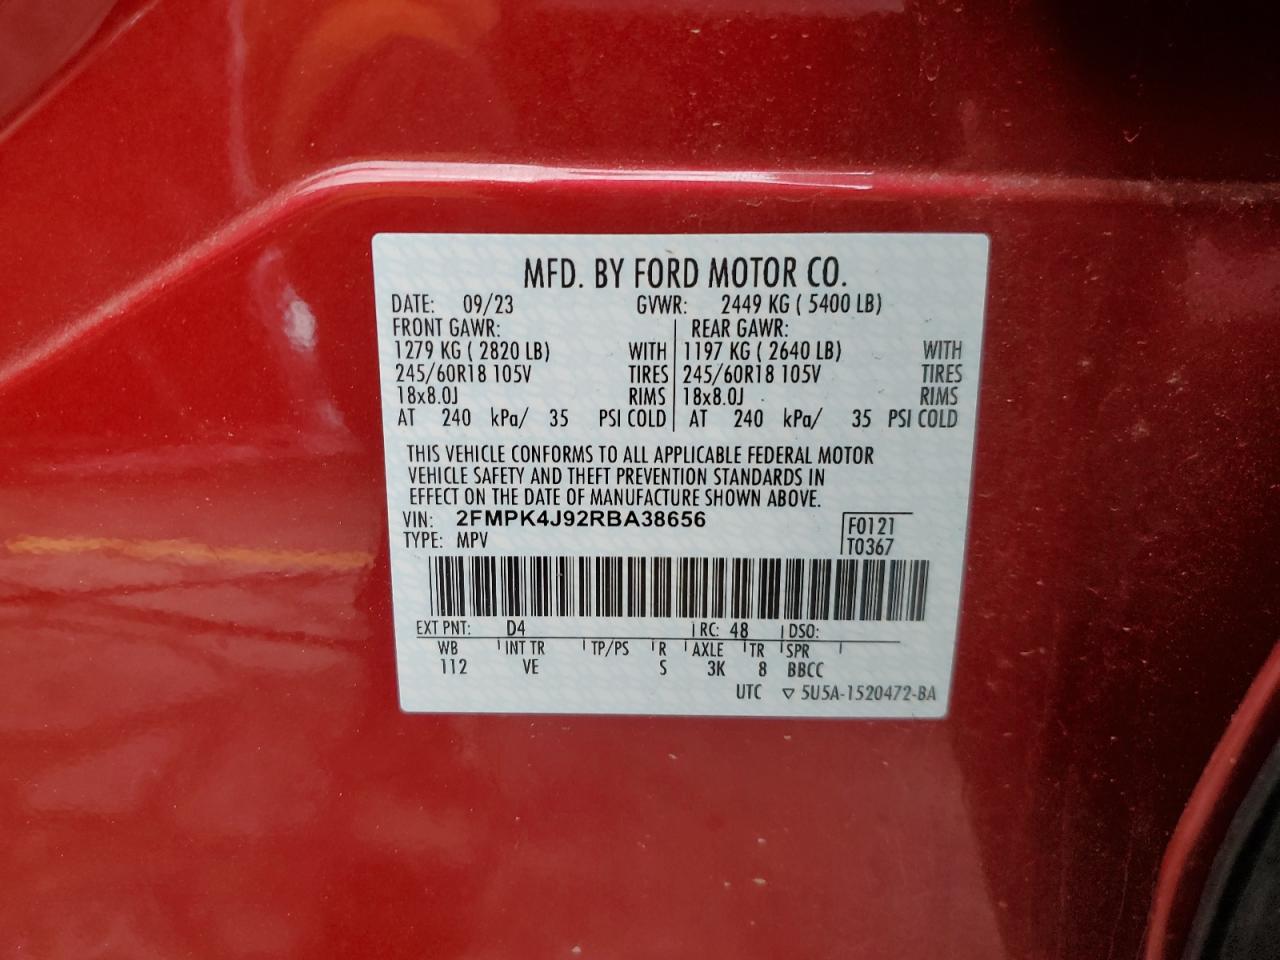 MFD. BY FORD MOTOR CO.
DATE: 09/23 GVWR: 2449 KG ( 5400 LB)
FRONT GAWR: REAR GAWR:
1279 KG ( 2820 LB) WITH 1197 KG ( 2640 LB) WITH
245/60R18 105V TIRES 245/60R18 105V TIRES
18x8.0J RIMS 18x8.0J RIMS
AT 240 kPa/ 35 PSI COLD AT 240 kPa/ 35 PSI COLD
THIS VEHICLE CONFORMS TO ALL APPLICABLE FEDERAL MOTOR
VEHICLE SAFETY AND THEFT PREVENTION STANDARDS IN
EFFECT ON THE DATE OF MANUFACTURE SHOWN ABOVE.
VIN: 2FMPK4J92RBA38656 F0121
TYPE: MPV T0367
EXT PNT: D4 RC: 48 DSO:
WB INT TR TP/PS R AXLE TR SPR
112 VE S 3K 8 BBCC
UTC ▽ 5U5A-1520472-BA